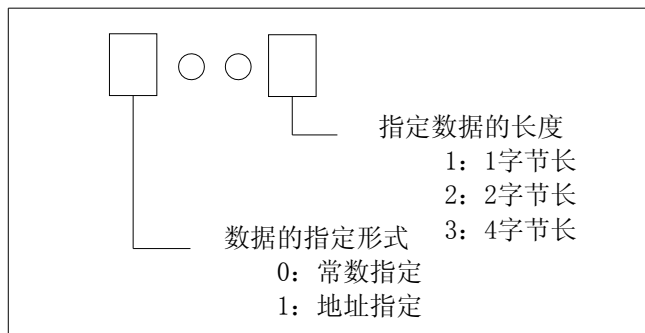 指定数据的长度
1: 1字节长
2: 2字节长
3: 4字节长
数据的指定形式
0: 常数指定
1: 地址指定